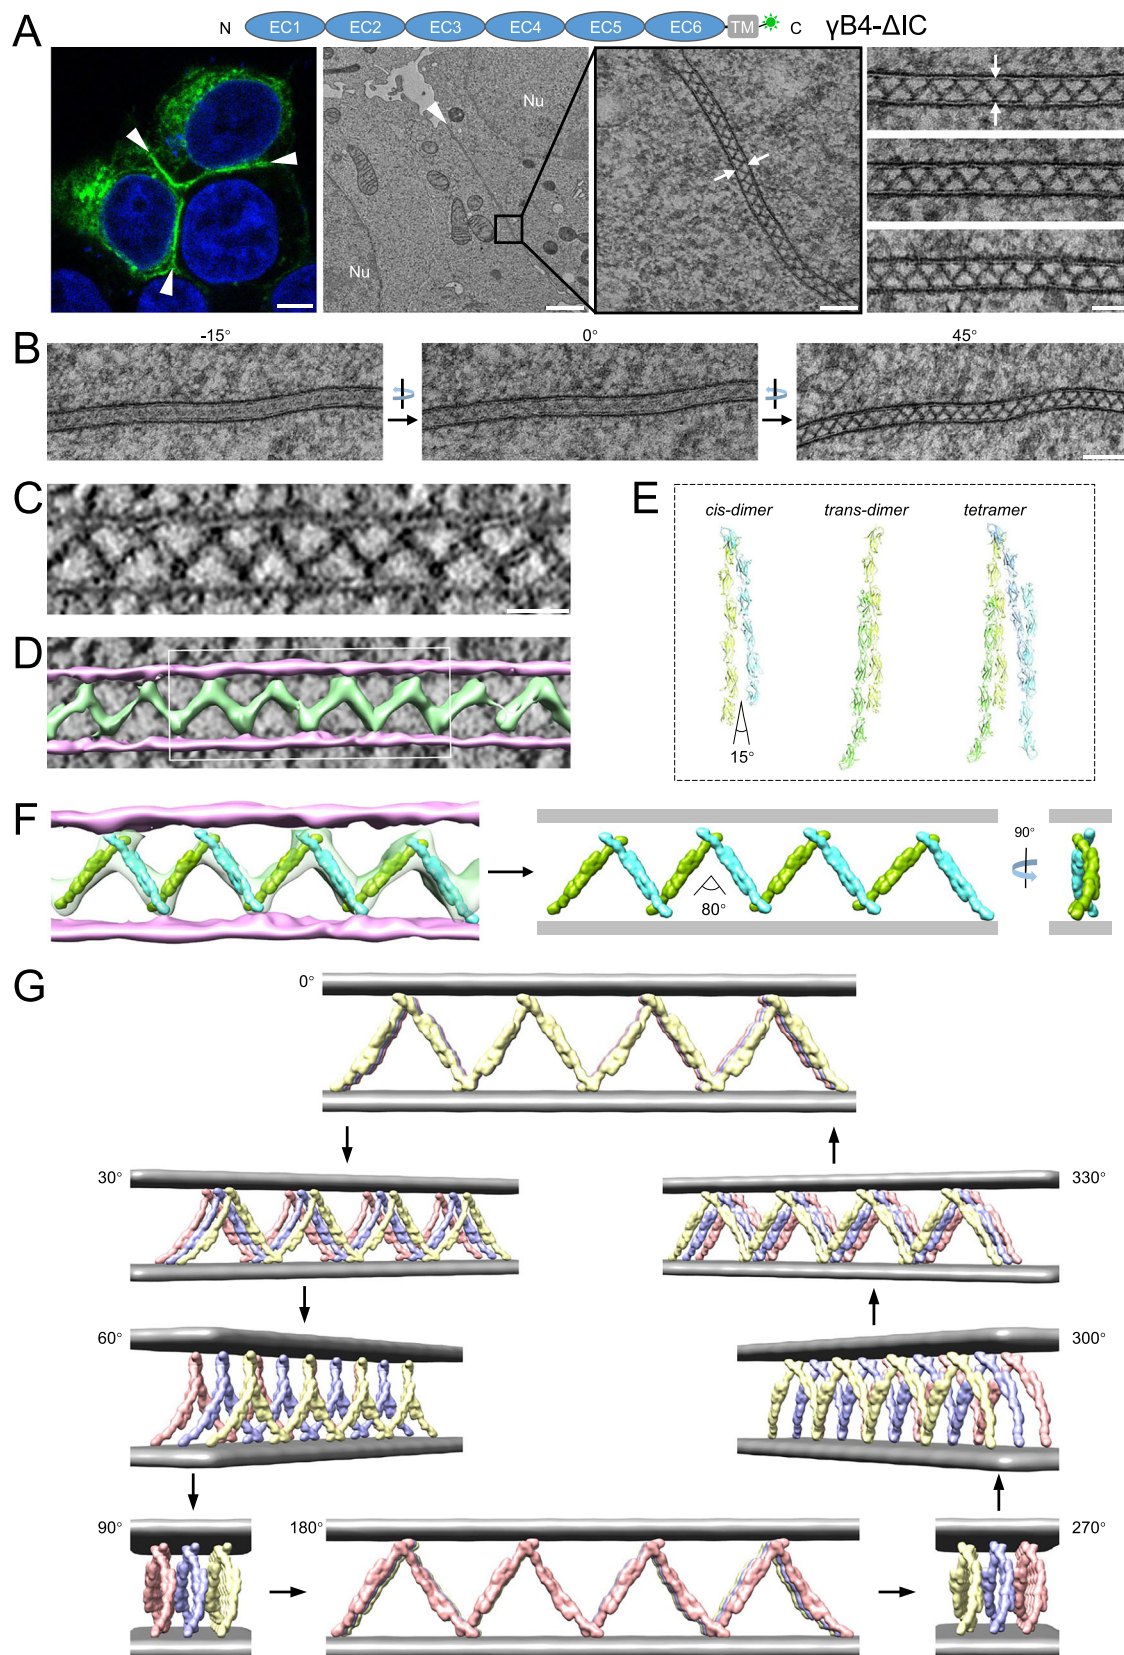 A
N EC1 EC2 EC3 EC4 EC5 EC6 TM C γB4-ΔIC
Nu
Nu
B
-15° 0° 45°
C
D
E
cis-dimer trans-dimer tetramer
15°
F
80°
90°
G
0°
30° 330°
60° 300°
90° 180° 270°